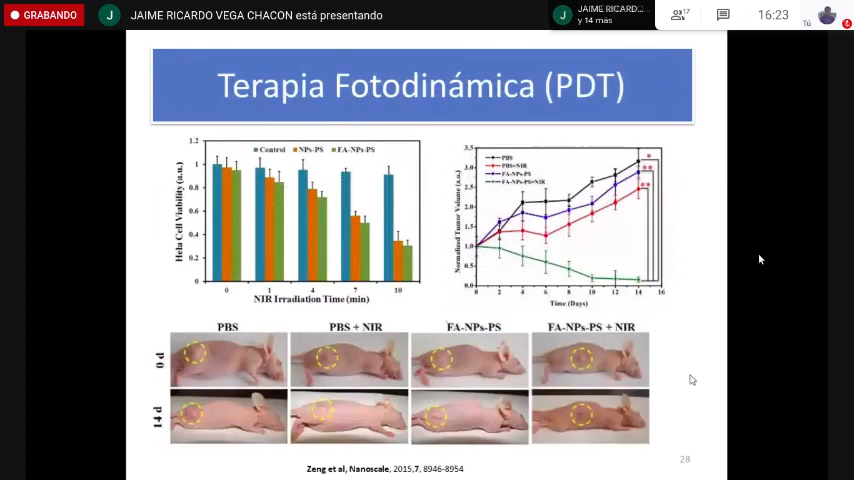 GRABANDO
J
JAIME RICARDO VEGA CHACON está presentando
J
JAIME RICARDO...
y 14 más
17
16:23
Tú
Terapia Fotodinámica (PDT)
Hela Cell Viability (a.u.)
1.2
1
0.8
0.6
0.4
0.2
0
Control
NPs-PS
FA-NPs-PS
0
1
4
7
10
NIR Irradiation Time (min)
Normalized Tumor Volume (a.u.)
3.5
3.0
2.5
2.0
1.5
1.0
0.5
0.0
PBS
PBS+NIR
FA-NPs-PS
FA-NPs-PS+NIR
*
**
**
0
2
4
6
8
10
12
14
16
Time (Days)
PBS
PBS + NIR
FA-NPs-PS
FA-NPs-PS + NIR
0 d
14 d
28
Zeng et al, Nanoscale, 2015,7, 8946-8954